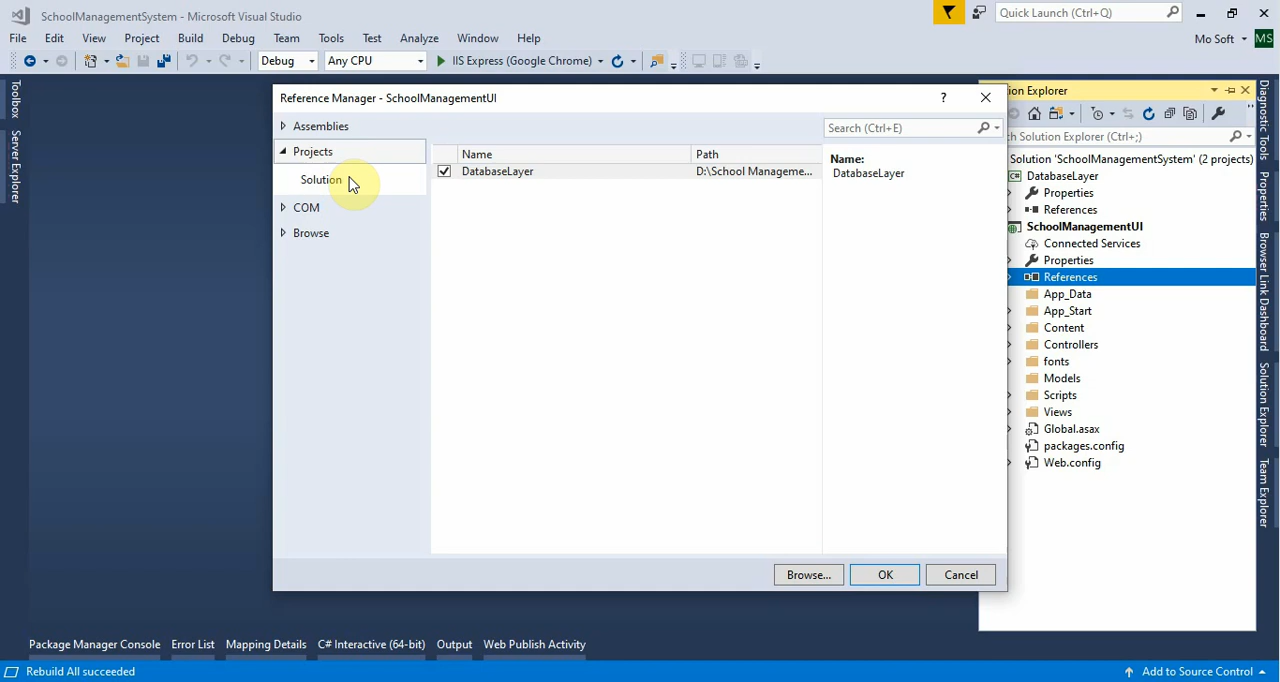 SchoolManagementSystem - Microsoft Visual Studio
Quick Launch (Ctrl+Q)
File Edit View Project Build Debug Team Tools Test Analyze Window Help
Mo Soft MS
Debug Any CPU IIS Express (Google Chrome)
Toolbox
Server Explorer
Reference Manager - SchoolManagementUI
?
Assemblies
Projects
Solution
COM
Browse
Search (Ctrl+E)
Name Path
DatabaseLayer D:\School Manageme...
Name:
DatabaseLayer
Browse... OK Cancel
ion Explorer
ch Solution Explorer (Ctrl+;)
Solution 'SchoolManagementSystem' (2 projects)
DatabaseLayer
Properties
References
SchoolManagementUI
Connected Services
Properties
References
App_Data
App_Start
Content
Controllers
fonts
Models
Scripts
Views
Global.asax
packages.config
Web.config
Diagnostic Tools
Properties
Browser Link Dashboard
Solution Explorer
Team Explorer
Package Manager Console Error List Mapping Details C# Interactive (64-bit) Output Web Publish Activity
Rebuild All succeeded
Add to Source Control